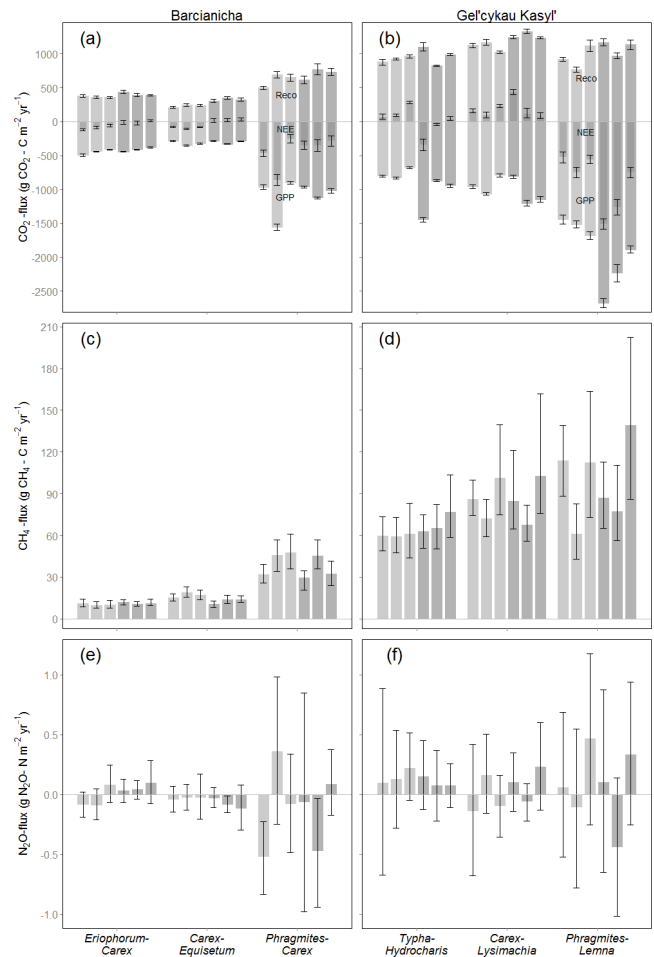 Barcianicha
Gel'cykau Kasyl'
(a)
(b)
CO2 -flux (g CO2 - C m-2 yr-1)
1000
500
0
-500
-1000
-1500
-2000
-2500
Reco
NEE
GPP
Reco
NEE
GPP
(c)
(d)
CH4 -flux (g CH4 - C m-2 yr-1)
210
180
150
120
90
60
30
0
(e)
(f)
N2O-flux (g N2O- N m-2 yr-1)
1.0
0.5
0.0
-0.5
-1.0
Eriophorum-
Carex
Carex-
Equisetum
Phragmites-
Carex
Typha-
Hydrocharis
Carex-
Lysimachia
Phragmites-
Lemna